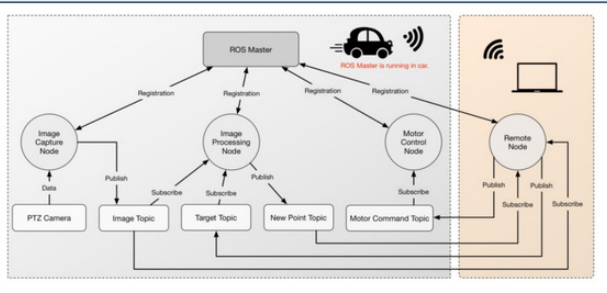 ROS Master
ROS Master is running in car.
Registration
Registration
Registration
Registration
Image
Capture
Node
Image
Processing
Node
Motor
Control
Node
Remote
Node
Data
Publish
Subscribe
Subscribe
Publish
Subscribe
Publish
Subscribe
Publish
Subscribe
PTZ Camera
Image Topic
Target Topic
New Point Topic
Motor Command Topic